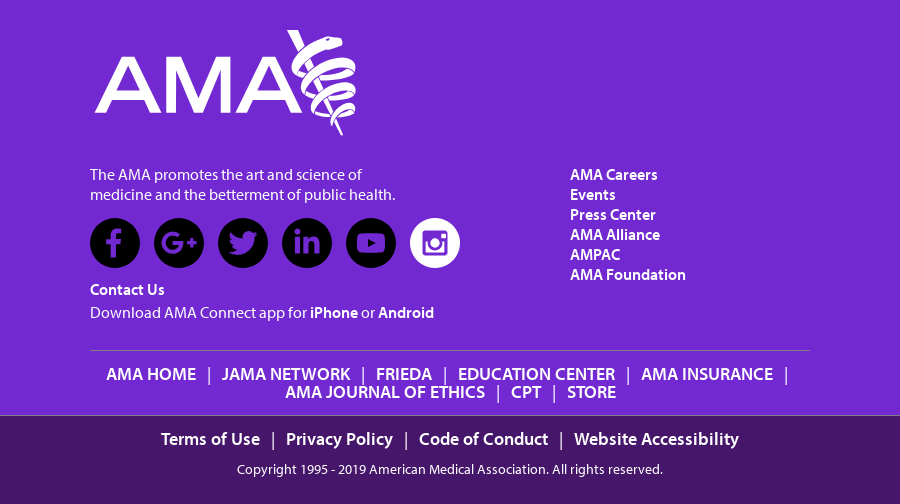 AMA
The AMA promotes the art and science of
medicine and the betterment of public health.
Contact Us
Download AMA Connect app for iPhone or Android
AMA Careers
Events
Press Center
AMA Alliance
AMPAC
AMA Foundation
AMA HOME | JAMA NETWORK | FRIEDA | EDUCATION CENTER | AMA INSURANCE |
AMA JOURNAL OF ETHICS | CPT | STORE
Terms of Use | Privacy Policy | Code of Conduct | Website Accessibility
Copyright 1995 - 2019 American Medical Association. All rights reserved.